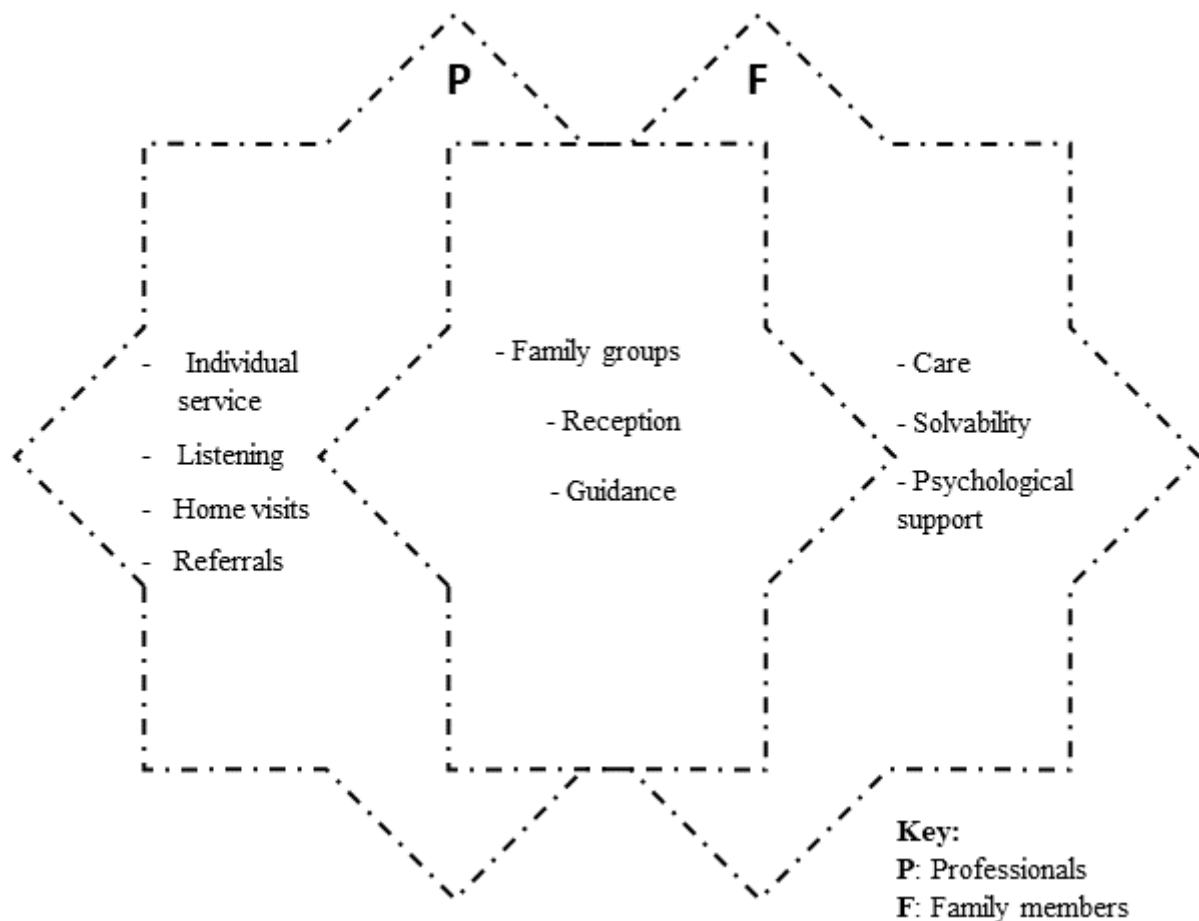 P
F
- Individual
service
- Listening
- Home visits
- Referrals
- Family groups
- Reception
- Guidance
- Care
- Solvability
- Psychological
support
Key:
P: Professionals
F: Family members